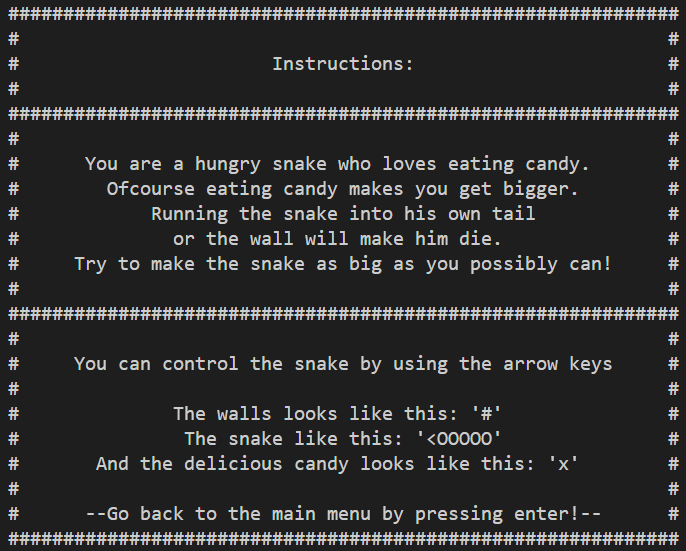 #############################################################
# #
# Instructions: #
# #
#############################################################
# #
# You are a hungry snake who loves eating candy. #
# Ofcourse eating candy makes you get bigger. #
# Running the snake into his own tail #
# or the wall will make him die. #
# Try to make the snake as big as you possibly can! #
# #
#############################################################
# #
# You can control the snake by using the arrow keys #
# #
# The walls looks like this: '#' #
# The snake like this: '<OOOOO' #
# And the delicious candy looks like this: 'x' #
# #
# --Go back to the main menu by pressing enter!-- #
#############################################################